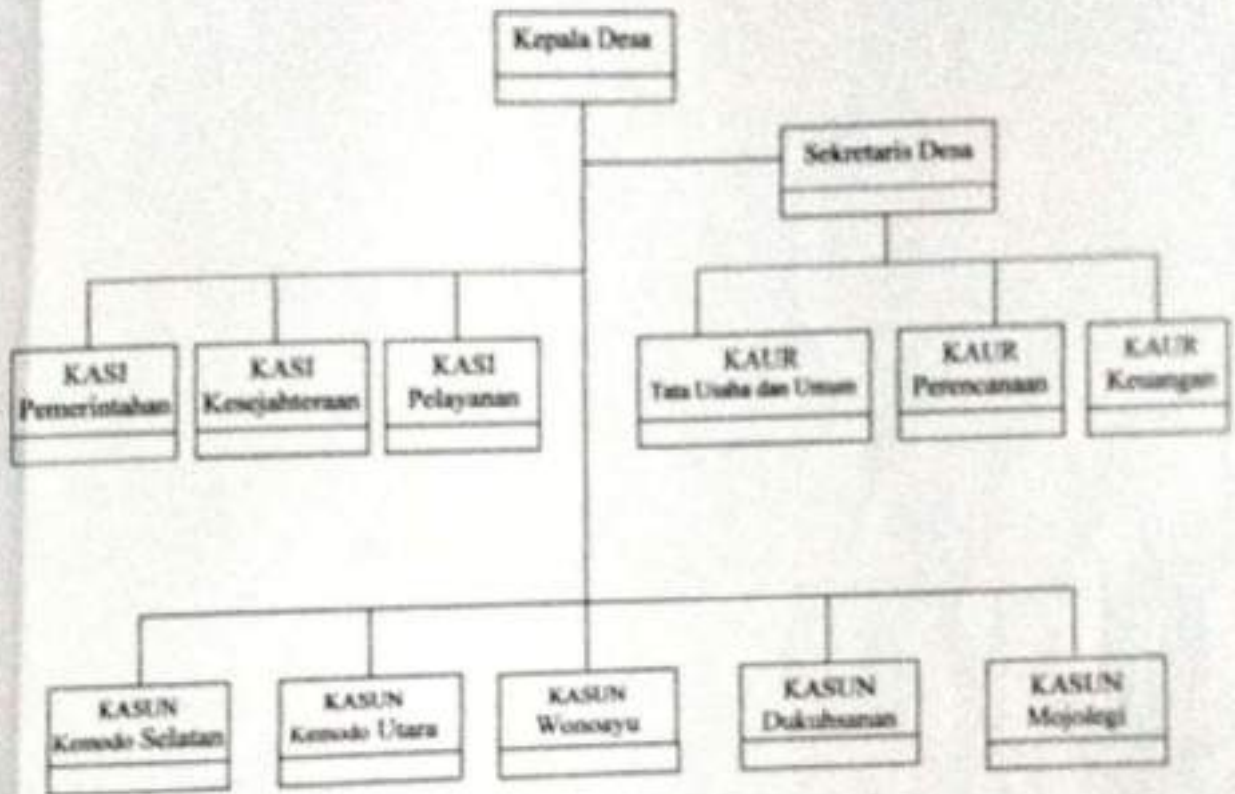 Kepala Desa
Sekretaris Desa
KASI
Pemerintahan
KASI
Kesejahteraan
KASI
Pelayanan
KAUR
Tata Usaha dan Umum
KAUR
Perencanaan
KAUR
Keuangan
KASUN
Kemodo Selatan
KASUN
Kemodo Utara
KASUN
Wonoayu
KASUN
Dukuhsanan
KASUN
Mojolegi